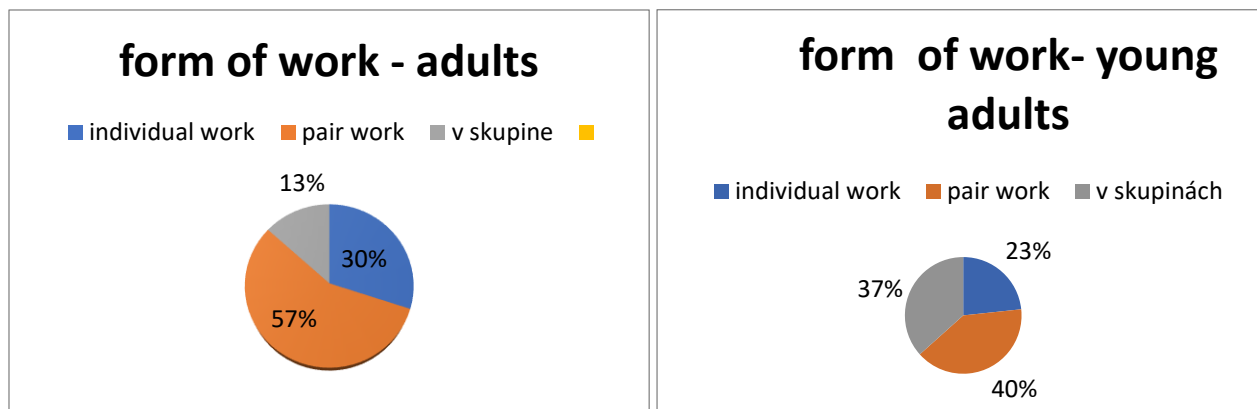 form of work - adults
individual work pair work v skupine
13%
30%
57%
form of work- young
adults
individual work pair work v skupinách
23%
37%
40%